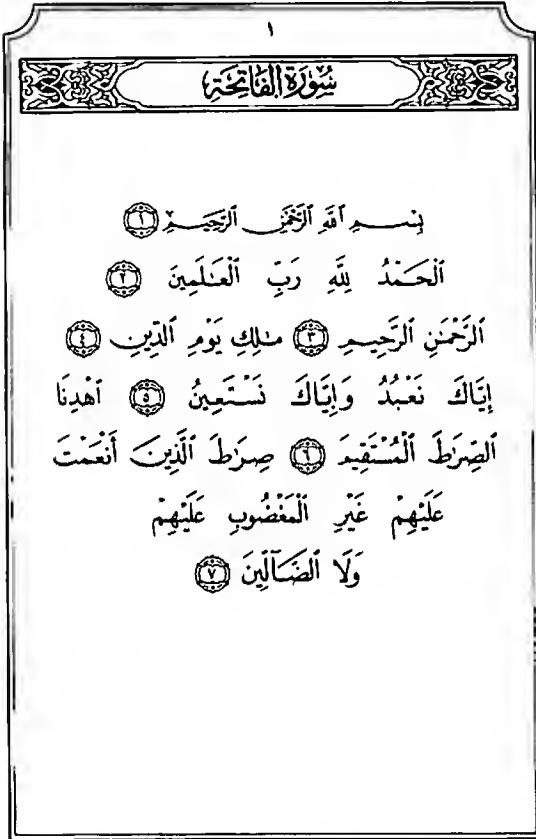 ١
سُورَةُ الفَاتِحَةِ
بِسْمِ ٱللَّهِ ٱلرَّحْمَٰنِ ٱلرَّحِيمِ ١
ٱلْحَمْدُ لِلَّهِ رَبِّ ٱلْعَٰلَمِينَ ٢
ٱلرَّحْمَٰنِ ٱلرَّحِيمِ ٣ مَٰلِكِ يَوْمِ ٱلدِّينِ ٤
إِيَّاكَ نَعْبُدُ وَإِيَّاكَ نَسْتَعِينُ ٥ ٱهْدِنَا
ٱلصِّرَٰطَ ٱلْمُسْتَقِيمَ ٦ صِرَٰطَ ٱلَّذِينَ أَنْعَمْتَ
عَلَيْهِمْ غَيْرِ ٱلْمَغْضُوبِ عَلَيْهِمْ
وَلَا ٱلضَّآلِّينَ ٧